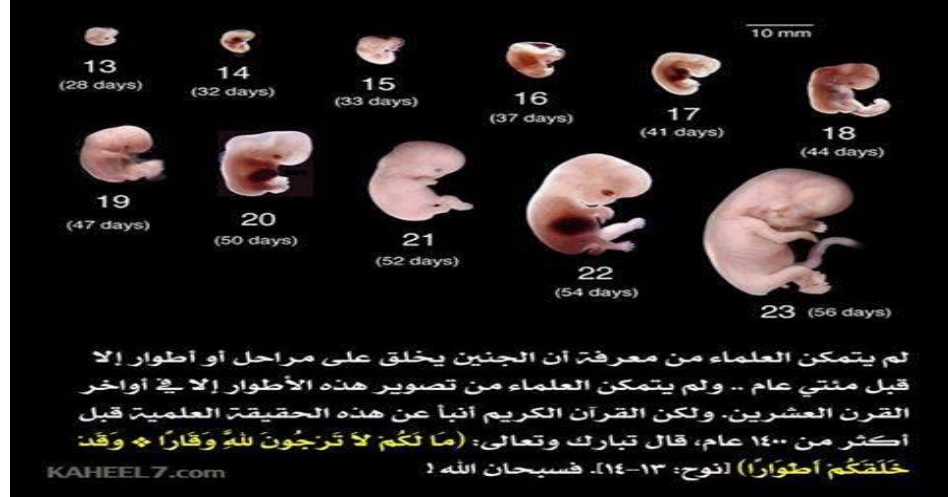 10 mm
13
(28 days)
14
(32 days)
15
(33 days)
16
(37 days)
17
(41 days)
18
(44 days)
19
(47 days)
20
(50 days)
21
(52 days)
22
(54 days)
23 (56 days)
لم يتمكن العلماء من معرفة أن الجنين يخلق على مراحل أو أطوار إلا
قبل مئتي عام .. ولم يتمكن العلماء من تصوير هذه الأطوار إلا في أواخر
القرن العشرين. ولكن القرآن الكريم أنبأ عن هذه الحقيقة العلمية قبل
أكثر من ١٤٠٠ عام، قال تبارك وتعالى: (مَا لَكُمْ لَا تَرْجُونَ لِلَّهِ وَقَارًا * وَقَدْ
خَلَقَكُمْ أَطْوَارًا) [نوح: ١٣-١٤]. فسبحان الله !
KAHEEL7.com